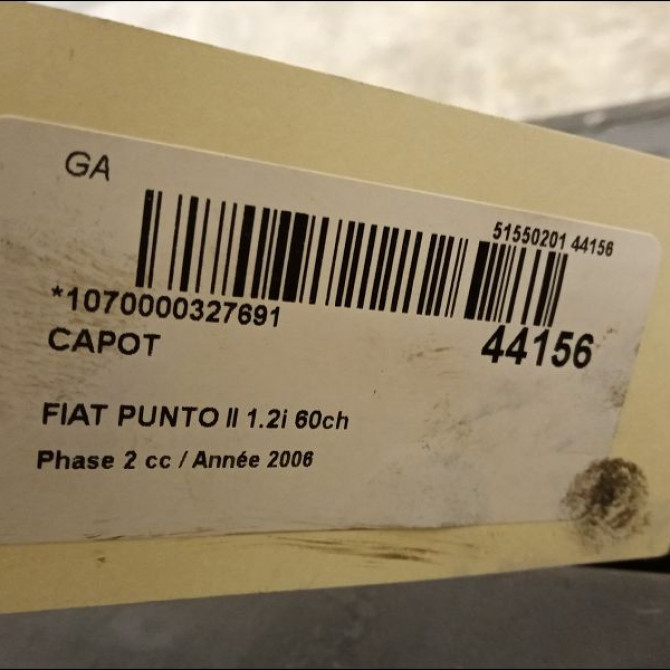 GA
51550201 44156
*1070000327691
CAPOT
44156
FIAT PUNTO II 1.2i 60ch
Phase 2 cc / Année 2006